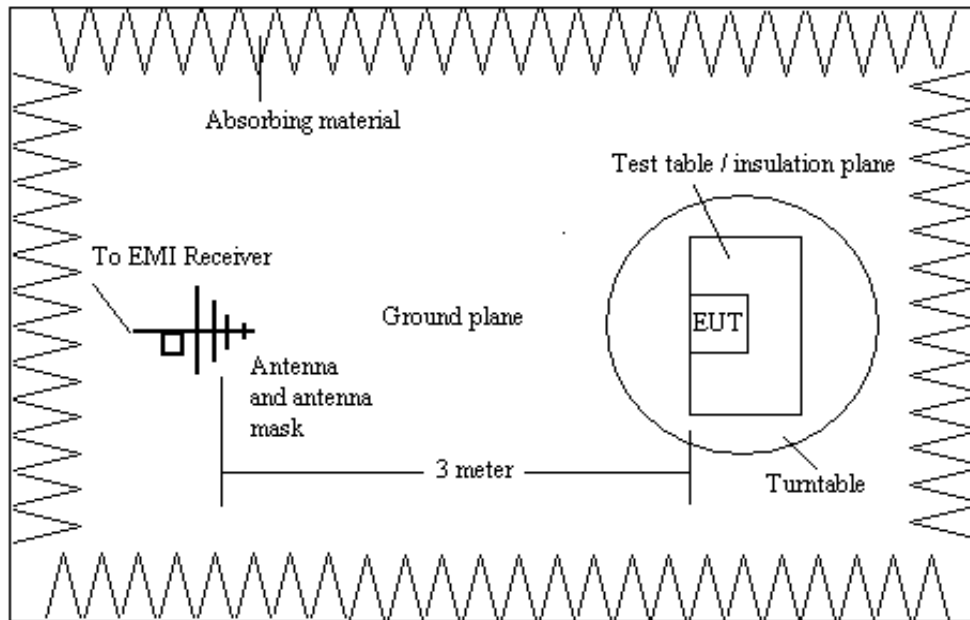 Absorbing material
Test table / insulation plane
To EMI Receiver
Ground plane
EUT
Antenna
and antenna
mask
3 meter
Turntable